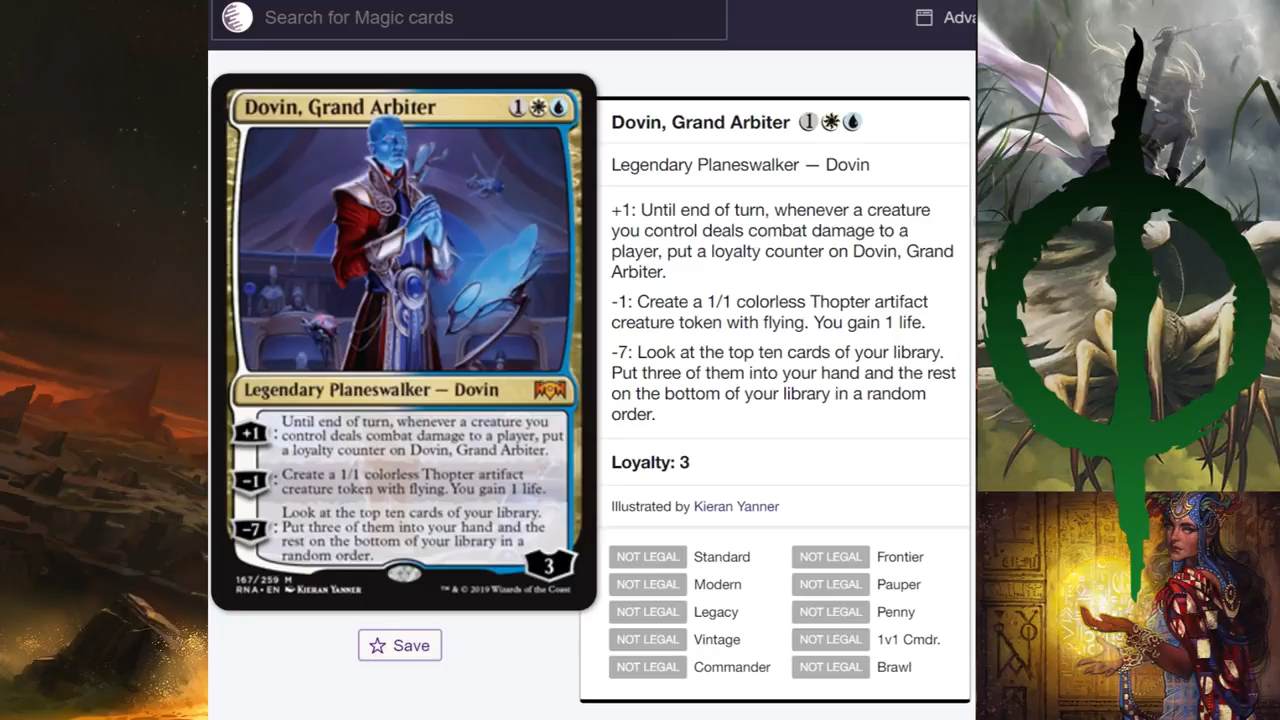 Search for Magic cards
Adva
Dovin, Grand Arbiter 1
Until end of turn, whenever a creature you
+1: control deals combat damage to a player, put
a loyalty counter on Dovin, Grand Arbiter.
Legendary Planeswalker — Dovin
−1: Create a 1/1 colorless Thopter artifact
creature token with flying. You gain 1 life.
Look at the top ten cards of your library.
−7: Put three of them into your hand and the
rest on the bottom of your library in a
random order.
3
167/259 M
RNA • EN KIERAN YANNER
™ & © 2019 Wizards of the Coast
Save
Dovin, Grand Arbiter 1
Legendary Planeswalker — Dovin
+1: Until end of turn, whenever a creature
you control deals combat damage to a
player, put a loyalty counter on Dovin, Grand
Arbiter.
-1: Create a 1/1 colorless Thopter artifact
creature token with flying. You gain 1 life.
-7: Look at the top ten cards of your library.
Put three of them into your hand and the rest
on the bottom of your library in a random
order.
Loyalty: 3
Illustrated by Kieran Yanner
NOT LEGAL Standard NOT LEGAL Frontier
NOT LEGAL Modern NOT LEGAL Pauper
NOT LEGAL Legacy NOT LEGAL Penny
NOT LEGAL Vintage NOT LEGAL 1v1 Cmdr.
NOT LEGAL Commander NOT LEGAL Brawl